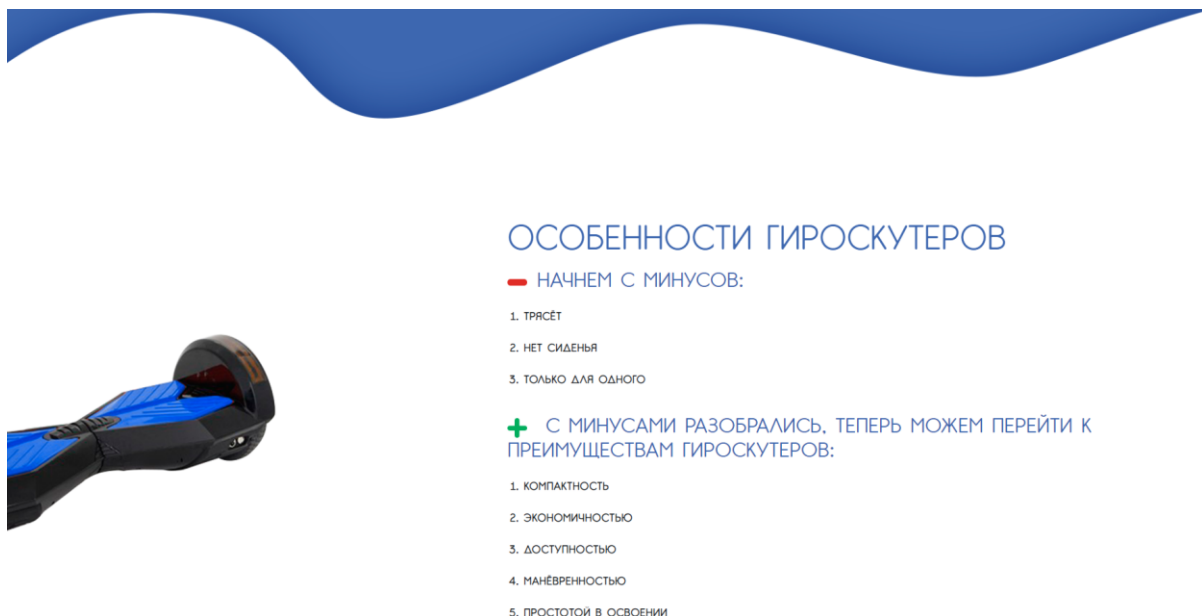 ОСОБЕННОСТИ ГИРОСКУТЕРОВ
НАЧНЕМ С МИНУСОВ:
1. ТРЯСЁТ
2. НЕТ СИДЕНЬЯ
3. ТОЛЬКО ДЛЯ ОДНОГО
С МИНУСАМИ РАЗОБРАЛИСЬ, ТЕПЕРЬ МОЖЕМ ПЕРЕЙТИ К
ПРЕИМУЩЕСТВАМ ГИРОСКУТЕРОВ:
1. КОМПАКТНОСТЬ
2. ЭКОНОМИЧНОСТЬЮ
3. ДОСТУПНОСТЬЮ
4. МАНЁВРЕННОСТЬЮ
5. ПРОСТОТОЙ В ОСВОЕНИИ